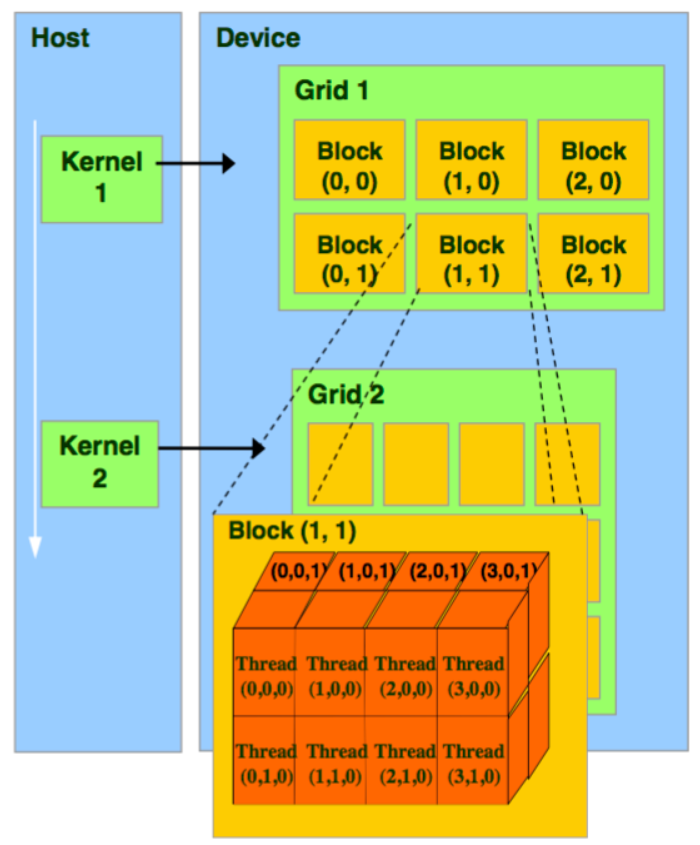 Host
Device
Grid 1
Kernel
1
Block
(0, 0)
Block
(1, 0)
Block
(2, 0)
Block
(0, 1)
Block
(1, 1)
Block
(2, 1)
Grid 2
Kernel
2
Block (1, 1)
(0,0,1) (1,0,1) (2,0,1) (3,0,1)
Thread
(0,0,0)
Thread
(1,0,0)
Thread
(2,0,0)
Thread
(3,0,0)
Thread
(0,1,0)
Thread
(1,1,0)
Thread
(2,1,0)
Thread
(3,1,0)